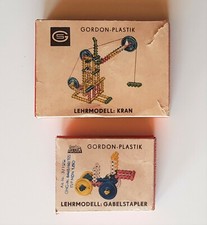 GORDON-PLASTIK
LEHRMODELL: KRAN
GORDON-PLASTIK
LEHRMODELL: GABELSTAPLER